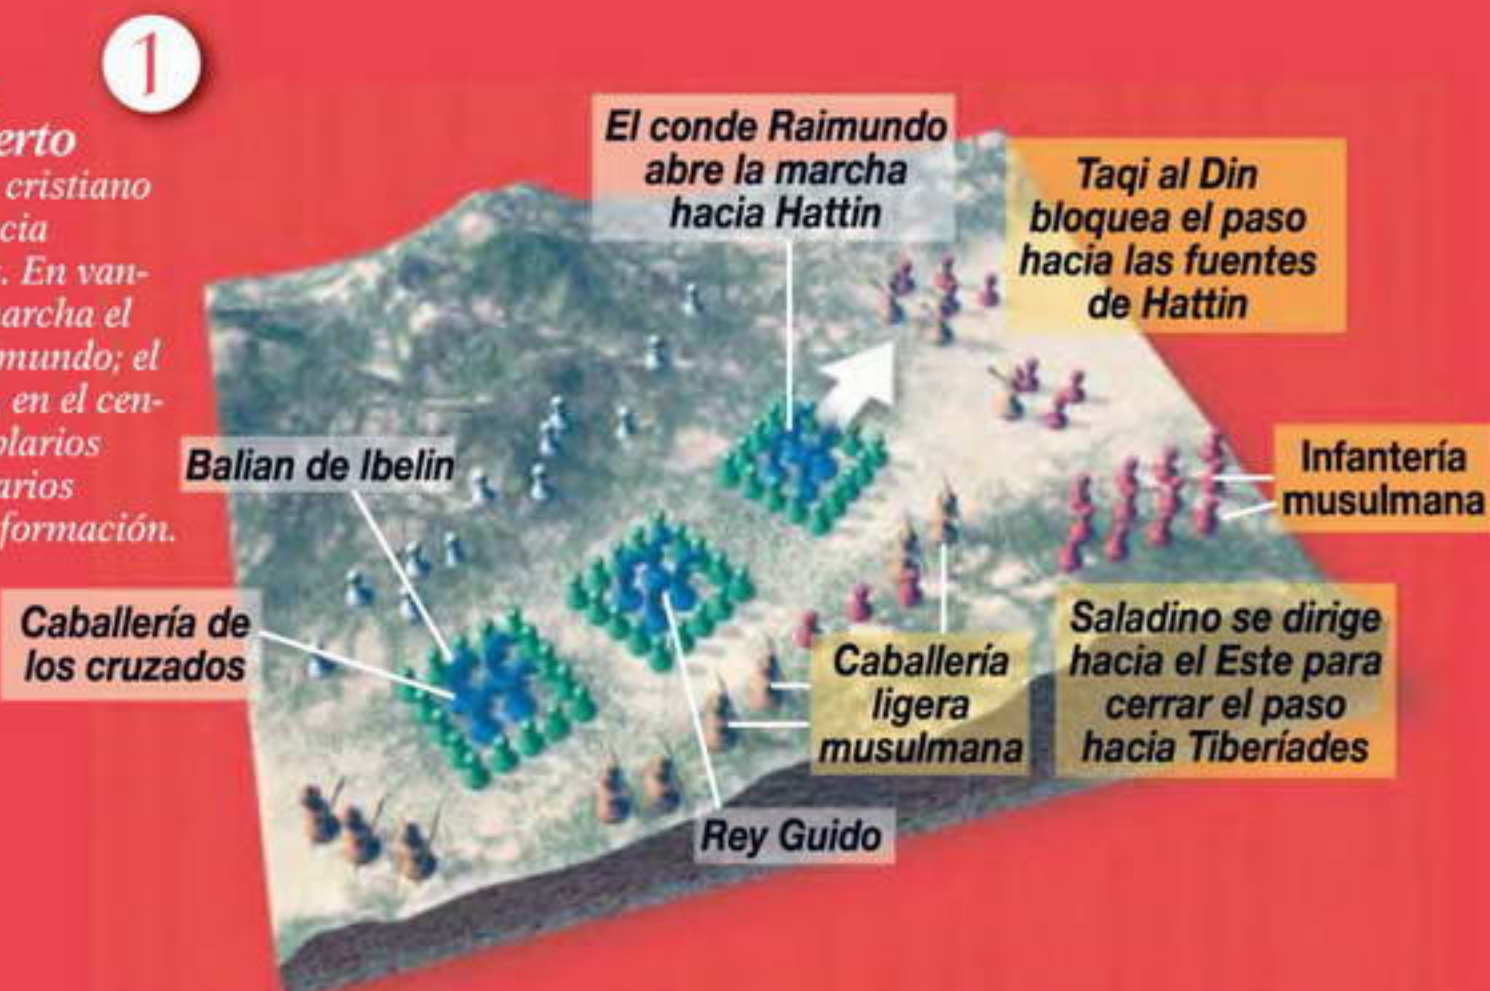 1
erto
cristiano
cia
. En van-
archa el
mundo; el
en el cen-
plarios
arios
formación.
El conde Raimundo
abre la marcha
hacia Hattin
Taqi al Din
bloquea el paso
hacia las fuentes
de Hattin
Balian de Ibelin
Infantería
musulmana
Caballería de
los cruzados
Caballería
ligera
musulmana
Saladino se dirige
hacia el Este para
cerrar el paso
hacia Tiberíades
Rey Guido